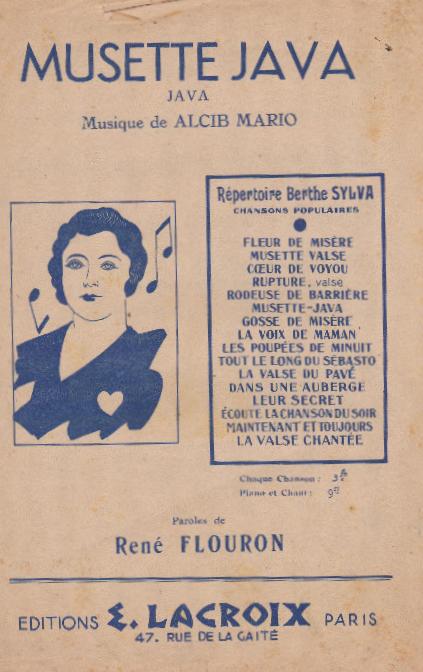 MUSETTE JAVA
JAVA
Musique de ALCIB MARIO
Répertoire Berthe SYLVA
CHANSONS POPULAIRES
FLEUR DE MISÈRE
MUSETTE VALSE
CŒUR DE VOYOU
RUPTURE, valse
RODEUSE DE BARRIÈRE
MUSETTE-JAVA
GOSSE DE MISÈRE
LA VOIX DE MAMAN
LES POUPÉES DE MINUIT
TOUT LE LONG DU SÉBASTO
LA VALSE DU PAVÉ
DANS UNE AUBERGE
LEUR SECRET
ÉCOUTE LA CHANSON DU SOIR
MAINTENANT ET TOUJOURS
LA VALSE CHANTÉE
Chaque Chanson :
Piano et Chant :
Paroles de
René FLOURON
EDITIONS E. LACROIX PARIS
47. RUE DE LA GAITÉ